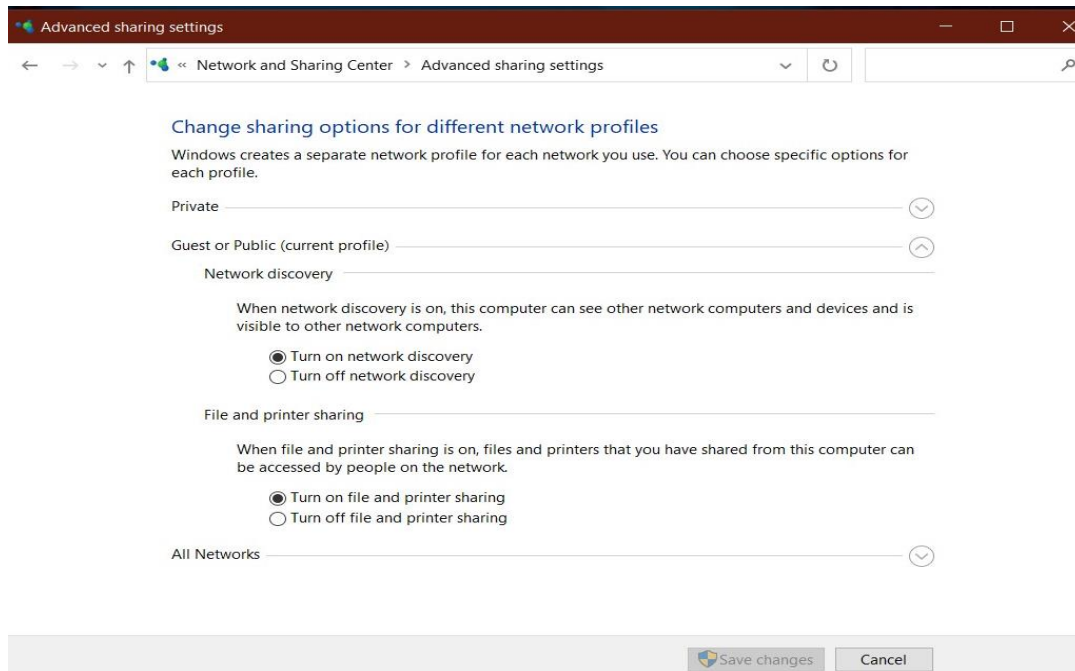 Advanced sharing settings
« Network and Sharing Center > Advanced sharing settings
Change sharing options for different network profiles
Windows creates a separate network profile for each network you use. You can choose specific options for
each profile.
Private
Guest or Public (current profile)
Network discovery
When network discovery is on, this computer can see other network computers and devices and is
visible to other network computers.
Turn on network discovery
Turn off network discovery
File and printer sharing
When file and printer sharing is on, files and printers that you have shared from this computer can
be accessed by people on the network.
Turn on file and printer sharing
Turn off file and printer sharing
All Networks
Save changes Cancel